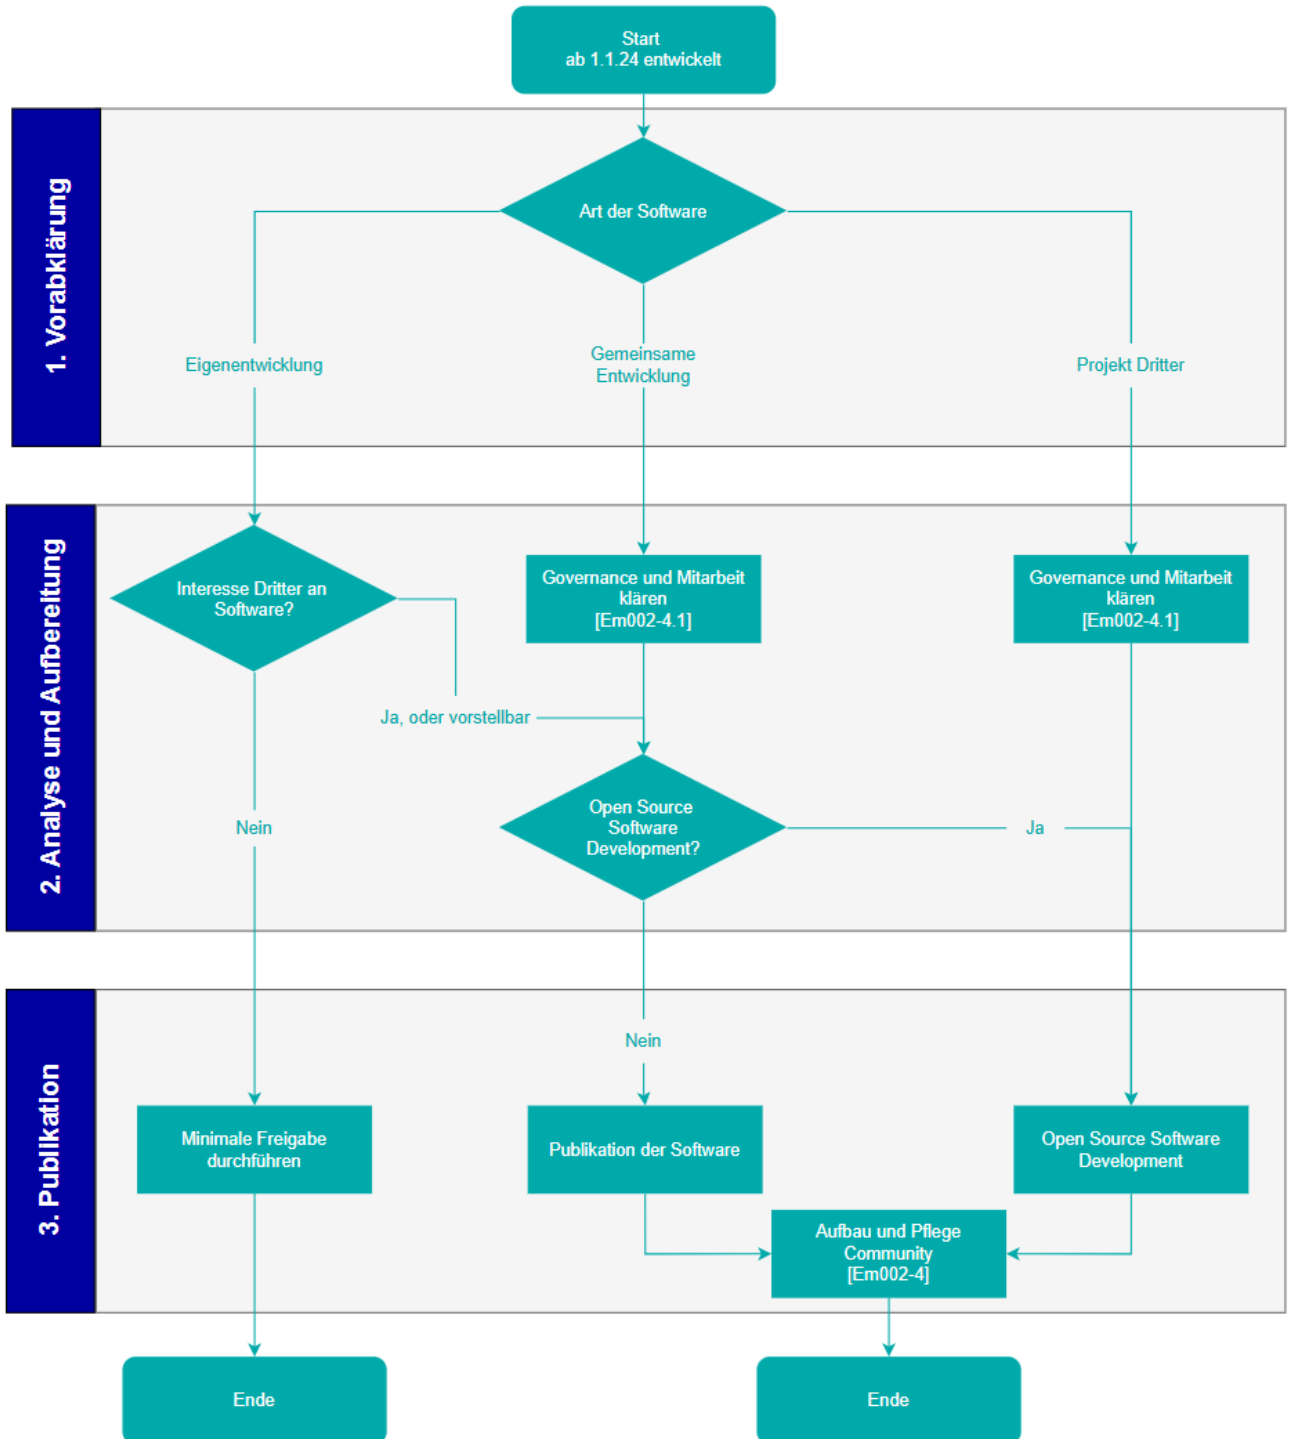 Start
ab 1.1.24 entwickelt
1. Vorabklärung
Art der Software
Eigenentwicklung
Gemeinsame
Entwicklung
Projekt Dritter
2. Analyse und Aufbereitung
Interesse Dritter an
Software?
Governance und Mitarbeit
klären
[Em002-4.1]
Governance und Mitarbeit
klären
[Em002-4.1]
Ja, oder vorstellbar
Open Source
Software
Development?
Nein
Ja
3. Publikation
Nein
Minimale Freigabe
durchführen
Publikation der Software
Open Source Software
Development
Aufbau und Pflege
Community
[Em002-4]
Ende
Ende